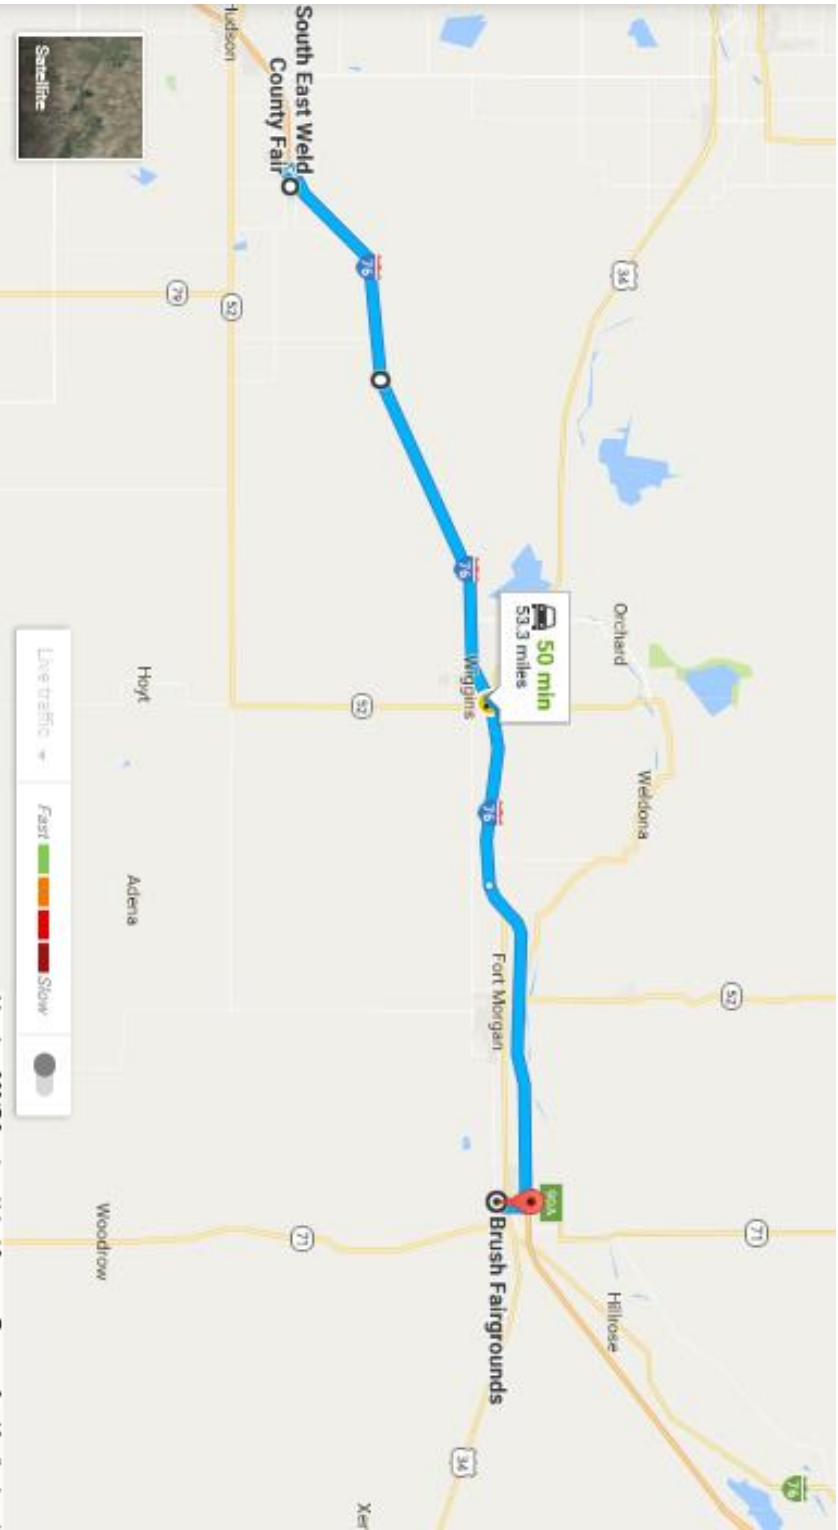 76
71
52
Weldona
34
Orchard
Hillrose
90A
50 min
53.3 miles
Fort Morgan
Brush Fairgrounds
76
Wiggins
76
34
76
52
South East Weld
County Fair
71
Hudson
52
79
Hoyt
Adena
Woodrow
Satellite
Live traffic
Fast
Slow